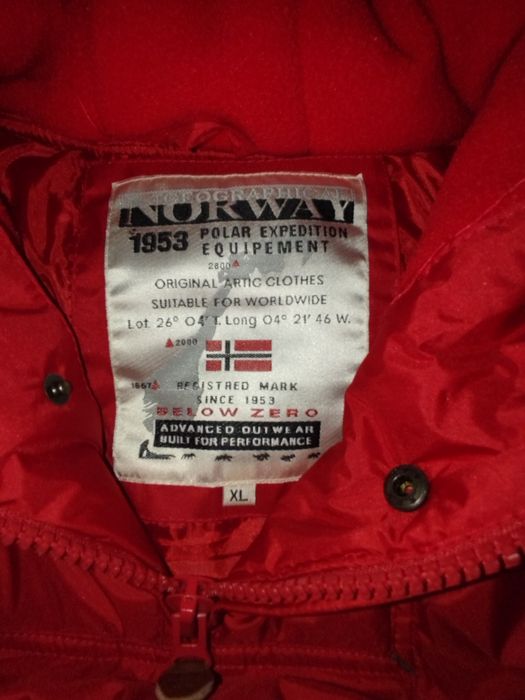 GEOGRAPHICAL
NORWAY
1953 POLAR EXPEDITION
EQUIPEMENT
2800
ORIGINAL ARTIC CLOTHES
SUITABLE FOR WORLDWIDE
Lot. 26° 04' T. Long 04° 21' 46 W.
2000
1667
REGISTRED MARK
SINCE 1953
BELOW ZERO
ADVANCED OUTWEAR
BUILT FOR PERFORMANCE
XL